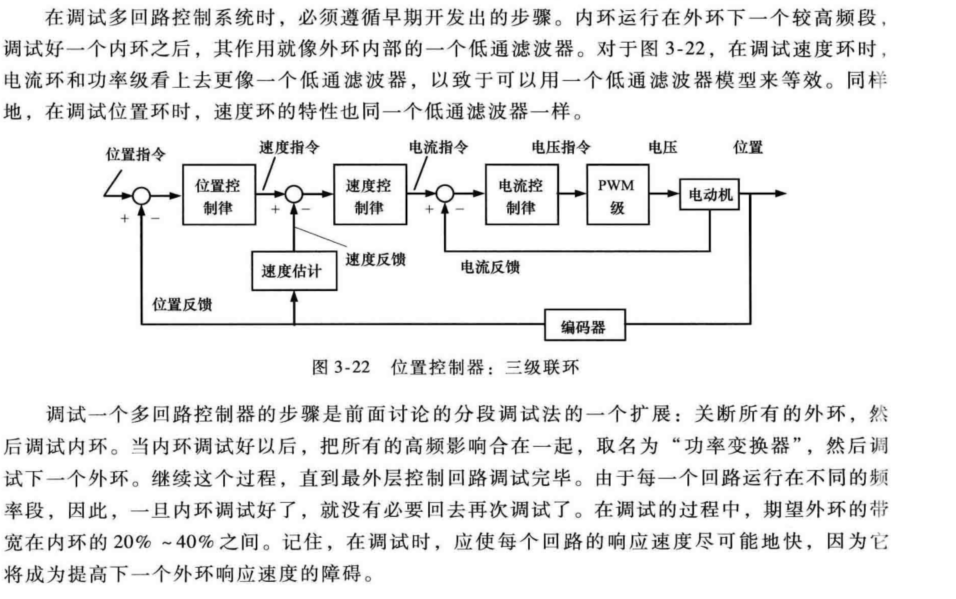 在调试多回路控制系统时，必须遵循早期开发出的步骤。内环运行在外环下一个较高频段，
调试好一个内环之后，其作用就像外环内部的一个低通滤波器。对于图 3-22，在调试速度环时，
电流环和功率级看上去更像一个低通滤波器，以致于可以用一个低通滤波器模型来等效。同样
地，在调试位置环时，速度环的特性也同一个低通滤波器一样。
位置指令
速度指令
电流指令
电压指令
电压
位置
位置控
制律
速度控
制律
电流控
制律
PWM
级
电动机
+ −
+ −
+ −
速度反馈
电流反馈
速度估计
位置反馈
编码器
图 3-22 位置控制器：三级联环
调试一个多回路控制器的步骤是前面讨论的分段调试法的一个扩展：关断所有的外环，然
后调试内环。当内环调试好以后，把所有的高频影响合在一起，取名为“功率变换器”，然后调
试下一个外环。继续这个过程，直到最外层控制回路调试完毕。由于每一个回路运行在不同的频
率段，因此，一旦内环调试好了，就没有必要回去再次调试了。在调试的过程中，期望外环的带
宽在内环的 20% ~40% 之间。记住，在调试时，应使每个回路的响应速度尽可能地快，因为它
将成为提高下一个外环响应速度的障碍。